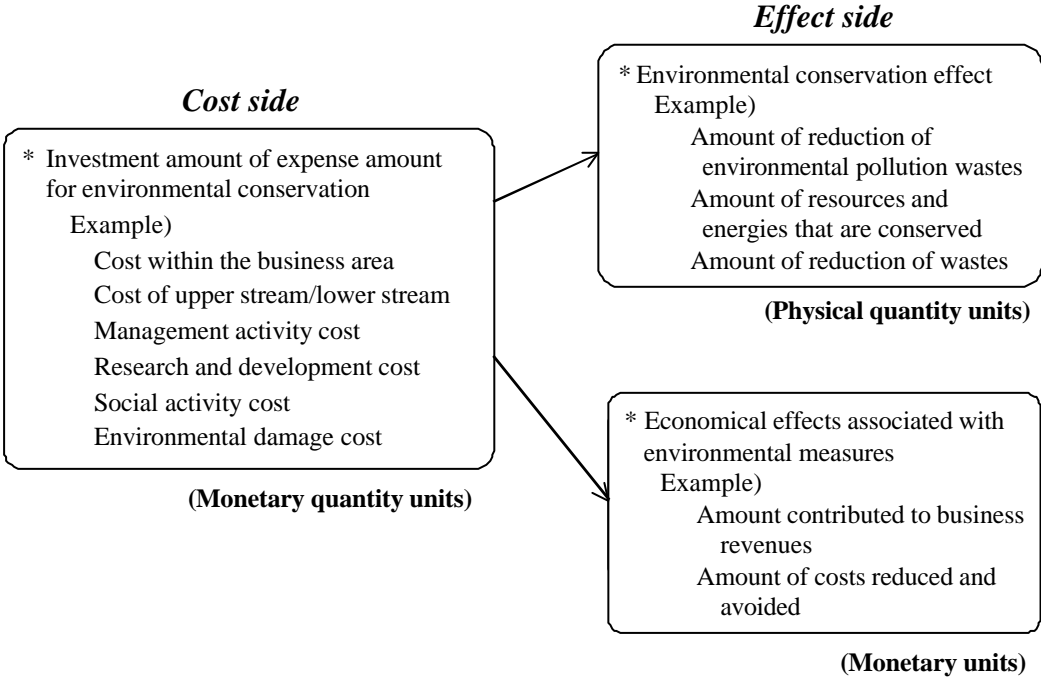 Cost side
* Investment amount of expense amount
for environmental conservation
Example)
Cost within the business area
Cost of upper stream/lower stream
Management activity cost
Research and development cost
Social activity cost
Environmental damage cost
(Monetary quantity units)
Effect side
* Environmental conservation effect
Example)
Amount of reduction of
environmental pollution wastes
Amount of resources and
energies that are conserved
Amount of reduction of wastes
(Physical quantity units)
* Economical effects associated with
environmental measures
Example)
Amount contributed to business
revenues
Amount of costs reduced and
avoided
(Monetary units)